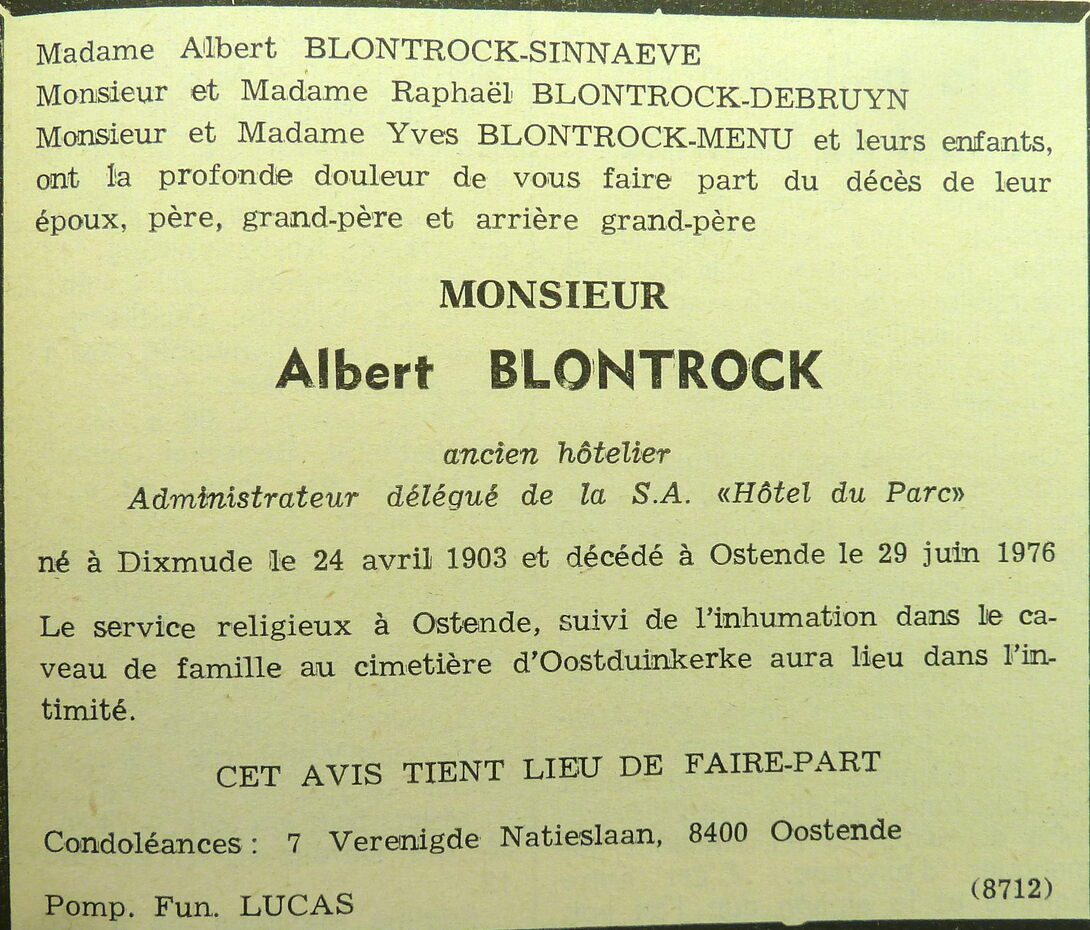 Madame Albert BLONTROCK-SINNAEVE
Monsieur et Madame Raphaël BLONTROCK-DEBRUYN
Monsieur et Madame Yves BLONTROCK-MENU et leurs enfants,
ont la profonde douleur de vous faire part du décès de leur
époux, père, grand-père et arrière grand-père
MONSIEUR
Albert BLONTROCK
ancien hôtelier
Administrateur délégué de la S.A. «Hôtel du Parc»
né à Dixmude le 24 avril 1903 et décédé à Ostende le 29 juin 1976
Le service religieux à Ostende, suivi de l'inhumation dans le ca-
veau de famille au cimetière d'Oostduinkerke aura lieu dans l'in-
timité.
CET AVIS TIENT LIEU DE FAIRE-PART
Condoléances : 7 Verenigde Natieslaan, 8400 Oostende
Pomp. Fun. LUCAS (8712)